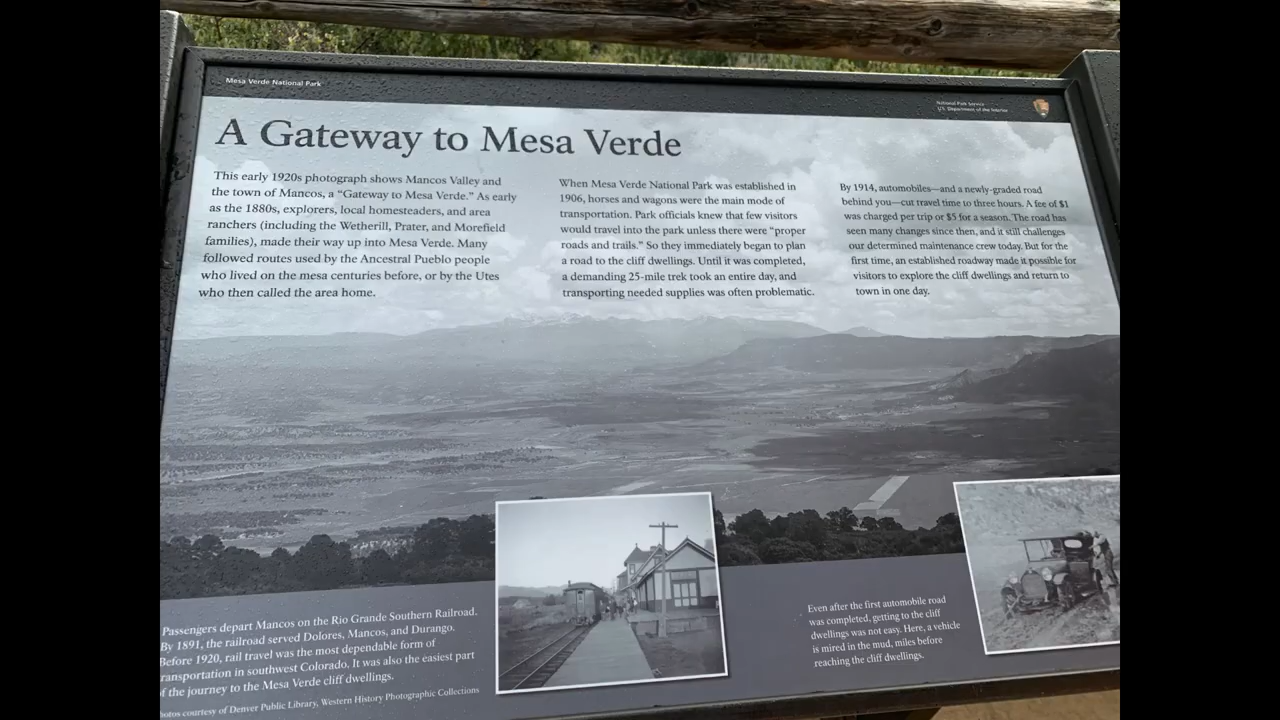 Mesa Verde National Park
National Park Service
U.S. Department of the Interior
A Gateway to Mesa Verde
This early 1920s photograph shows Mancos Valley and
the town of Mancos, a “Gateway to Mesa Verde.” As early
as the 1880s, explorers, local homesteaders, and area
ranchers (including the Wetherill, Prater, and Morefield
families), made their way up into Mesa Verde. Many
followed routes used by the Ancestral Pueblo people
who lived on the mesa centuries before, or by the Utes
who then called the area home.
When Mesa Verde National Park was established in
1906, horses and wagons were the main mode of
transportation. Park officials knew that few visitors
would travel into the park unless there were “proper
roads and trails.” So they immediately began to plan
a road to the cliff dwellings. Until it was completed,
a demanding 25-mile trek took an entire day, and
transporting needed supplies was often problematic.
By 1914, automobiles—and a newly-graded road
behind you—cut travel time to three hours. A fee of $1
was charged per trip or $5 for a season. The road has
seen many changes since then, and it still challenges
our determined maintenance crew today. But for the
first time, an established roadway made it possible for
visitors to explore the cliff dwellings and return to
town in one day.
Passengers depart Mancos on the Rio Grande Southern Railroad.
By 1891, the railroad served Dolores, Mancos, and Durango.
Before 1920, rail travel was the most dependable form of
ransportation in southwest Colorado. It was also the easiest part
f the journey to the Mesa Verde cliff dwellings.
otos courtesy of Denver Public Library, Western History Photographic Collections
Even after the first automobile road
was completed, getting to the cliff
dwellings was not easy. Here, a vehicle
is mired in the mud, miles before
reaching the cliff dwellings.